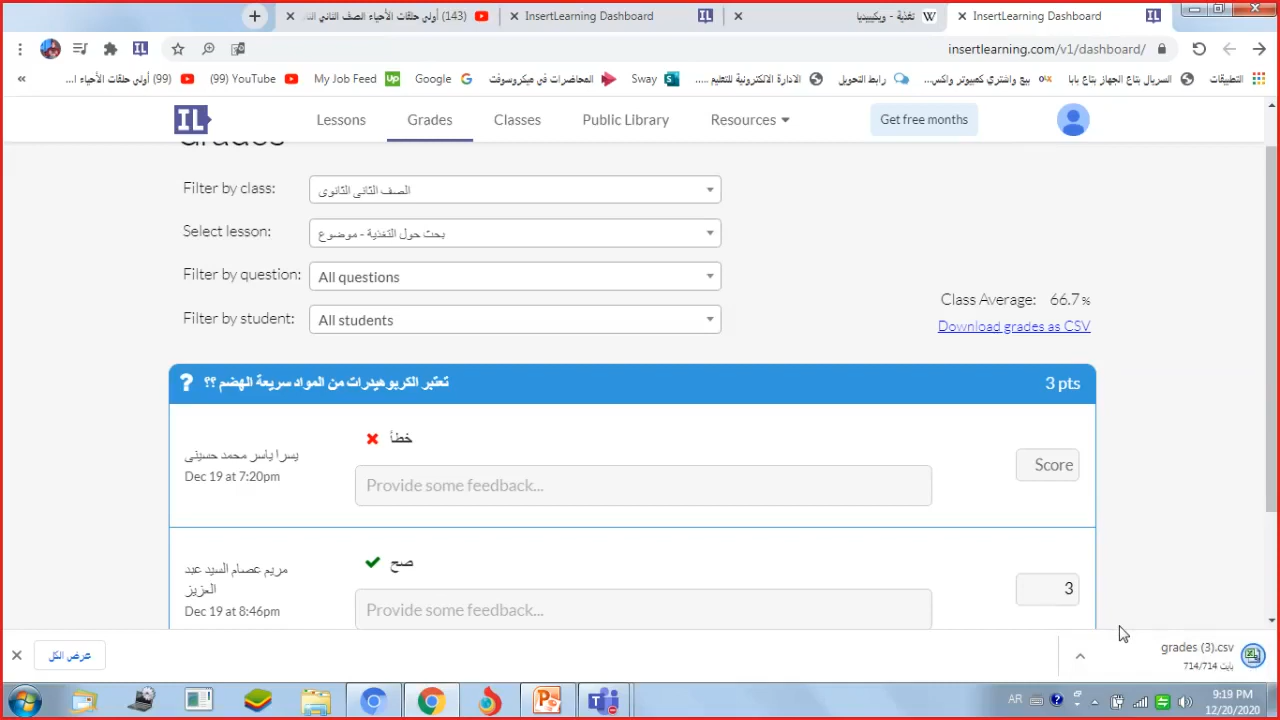 (143) أولي حلقات الأحياء الصف الثاني الثان
InsertLearning Dashboard
تغذية - ويكيبيديا
InsertLearning Dashboard
insertlearning.com/v1/dashboard/
(99) أولي حلقات الأحياء ا...
(99) YouTube
My Job Feed
Google
المحاضرات في ميكروسوفت
Sway
الادارة الالكترونية للتعليم .....
رابط التحويل
بيع واشتري كمبيوتر واكس...
السريال بتاع الجهاز بتاع بابا
التطبيقات
IL
Lessons
Grades
Classes
Public Library
Resources
Get free months
Grades
Filter by class:
الصف الثانى الثانوى
Select lesson:
بحث حول التغذية - موضوع
Filter by question:
All questions
Filter by student:
All students
Class Average: 66.7%
Download grades as CSV
تعتبر الكربوهيدرات من المواد سريعة الهضم ؟؟
3 pts
خطأ
يسرا ياسر محمد حسينى
Dec 19 at 7:20pm
Provide some feedback...
Score
صح
مريم عصام السيد عبد
العزيز
Dec 19 at 8:46pm
Provide some feedback...
3
عرض الكل
grades (3).csv
714/714 بايت
AR
9:19 PM
12/20/2020